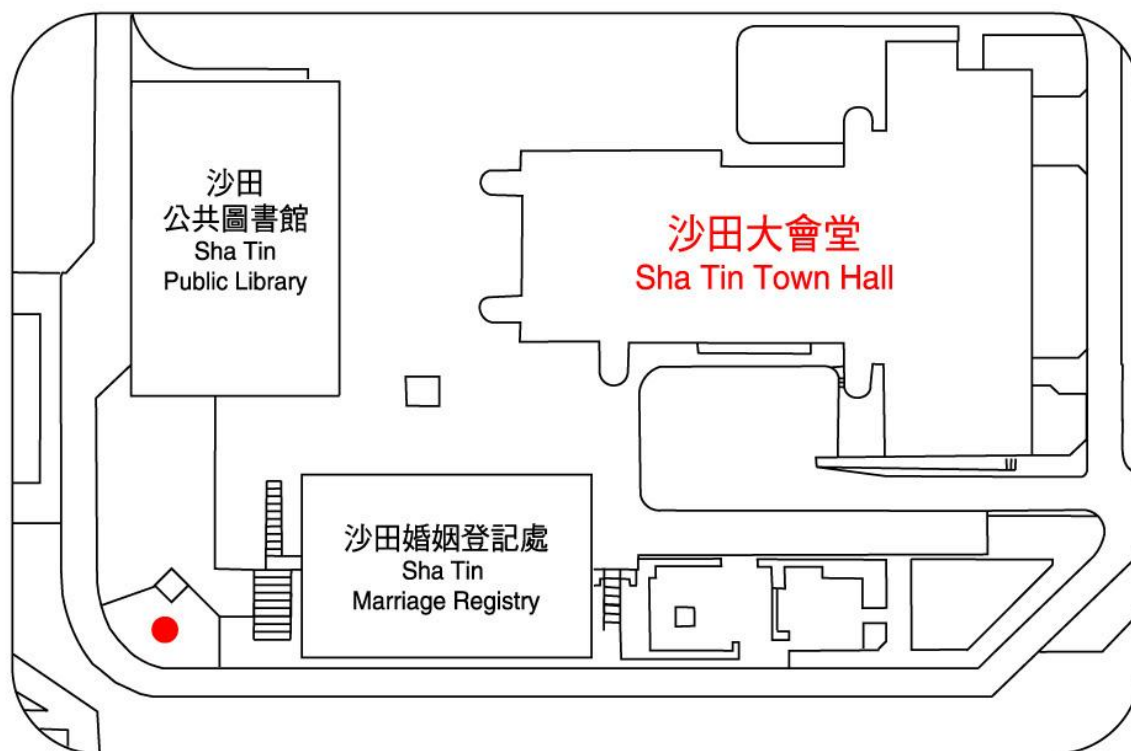 沙田
公共圖書館
Sha Tin
Public Library
沙田大會堂
Sha Tin Town Hall
沙田婚姻登記處
Sha Tin
Marriage Registry